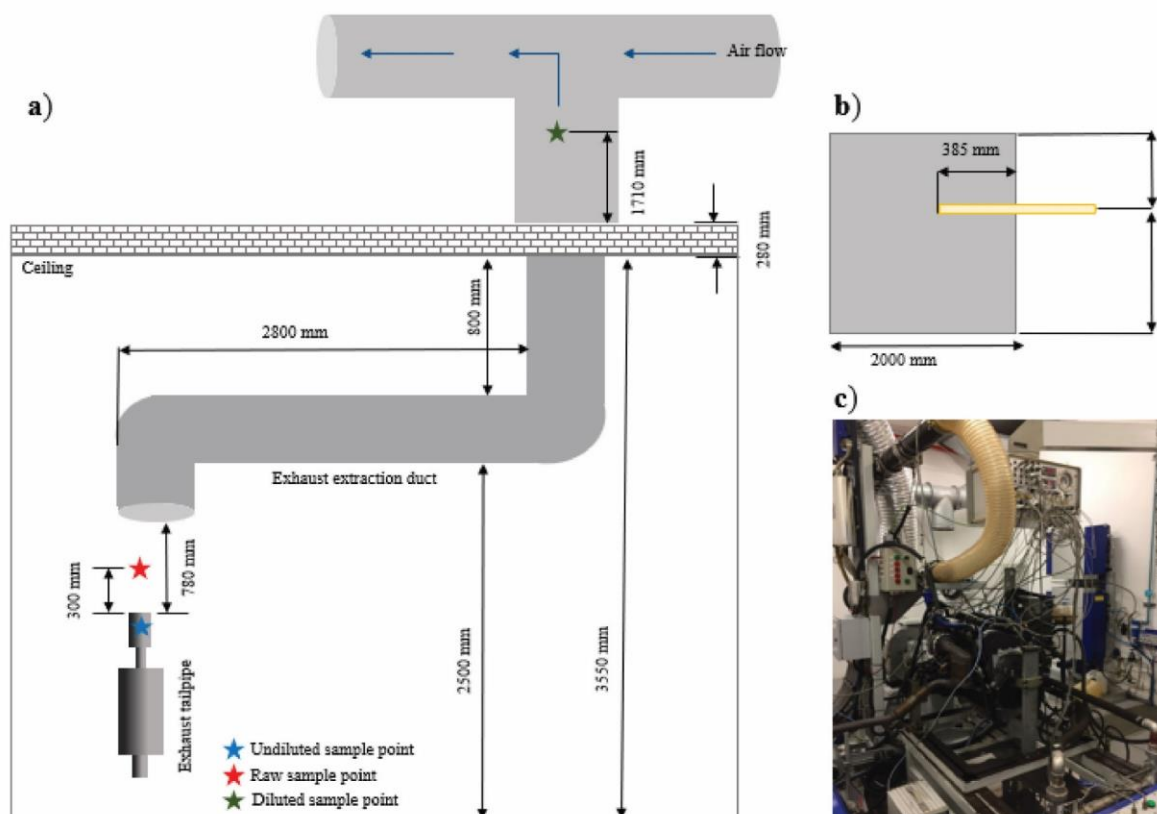 a)
Air flow
1710 mm
280 mm
Ceiling
2800 mm
800 mm
Exhaust extraction duct
780 mm
300 mm
2500 mm
3550 mm
Exhaust tailpipe
Undiluted sample point
Raw sample point
Diluted sample point
b)
385 mm
2000 mm
c)